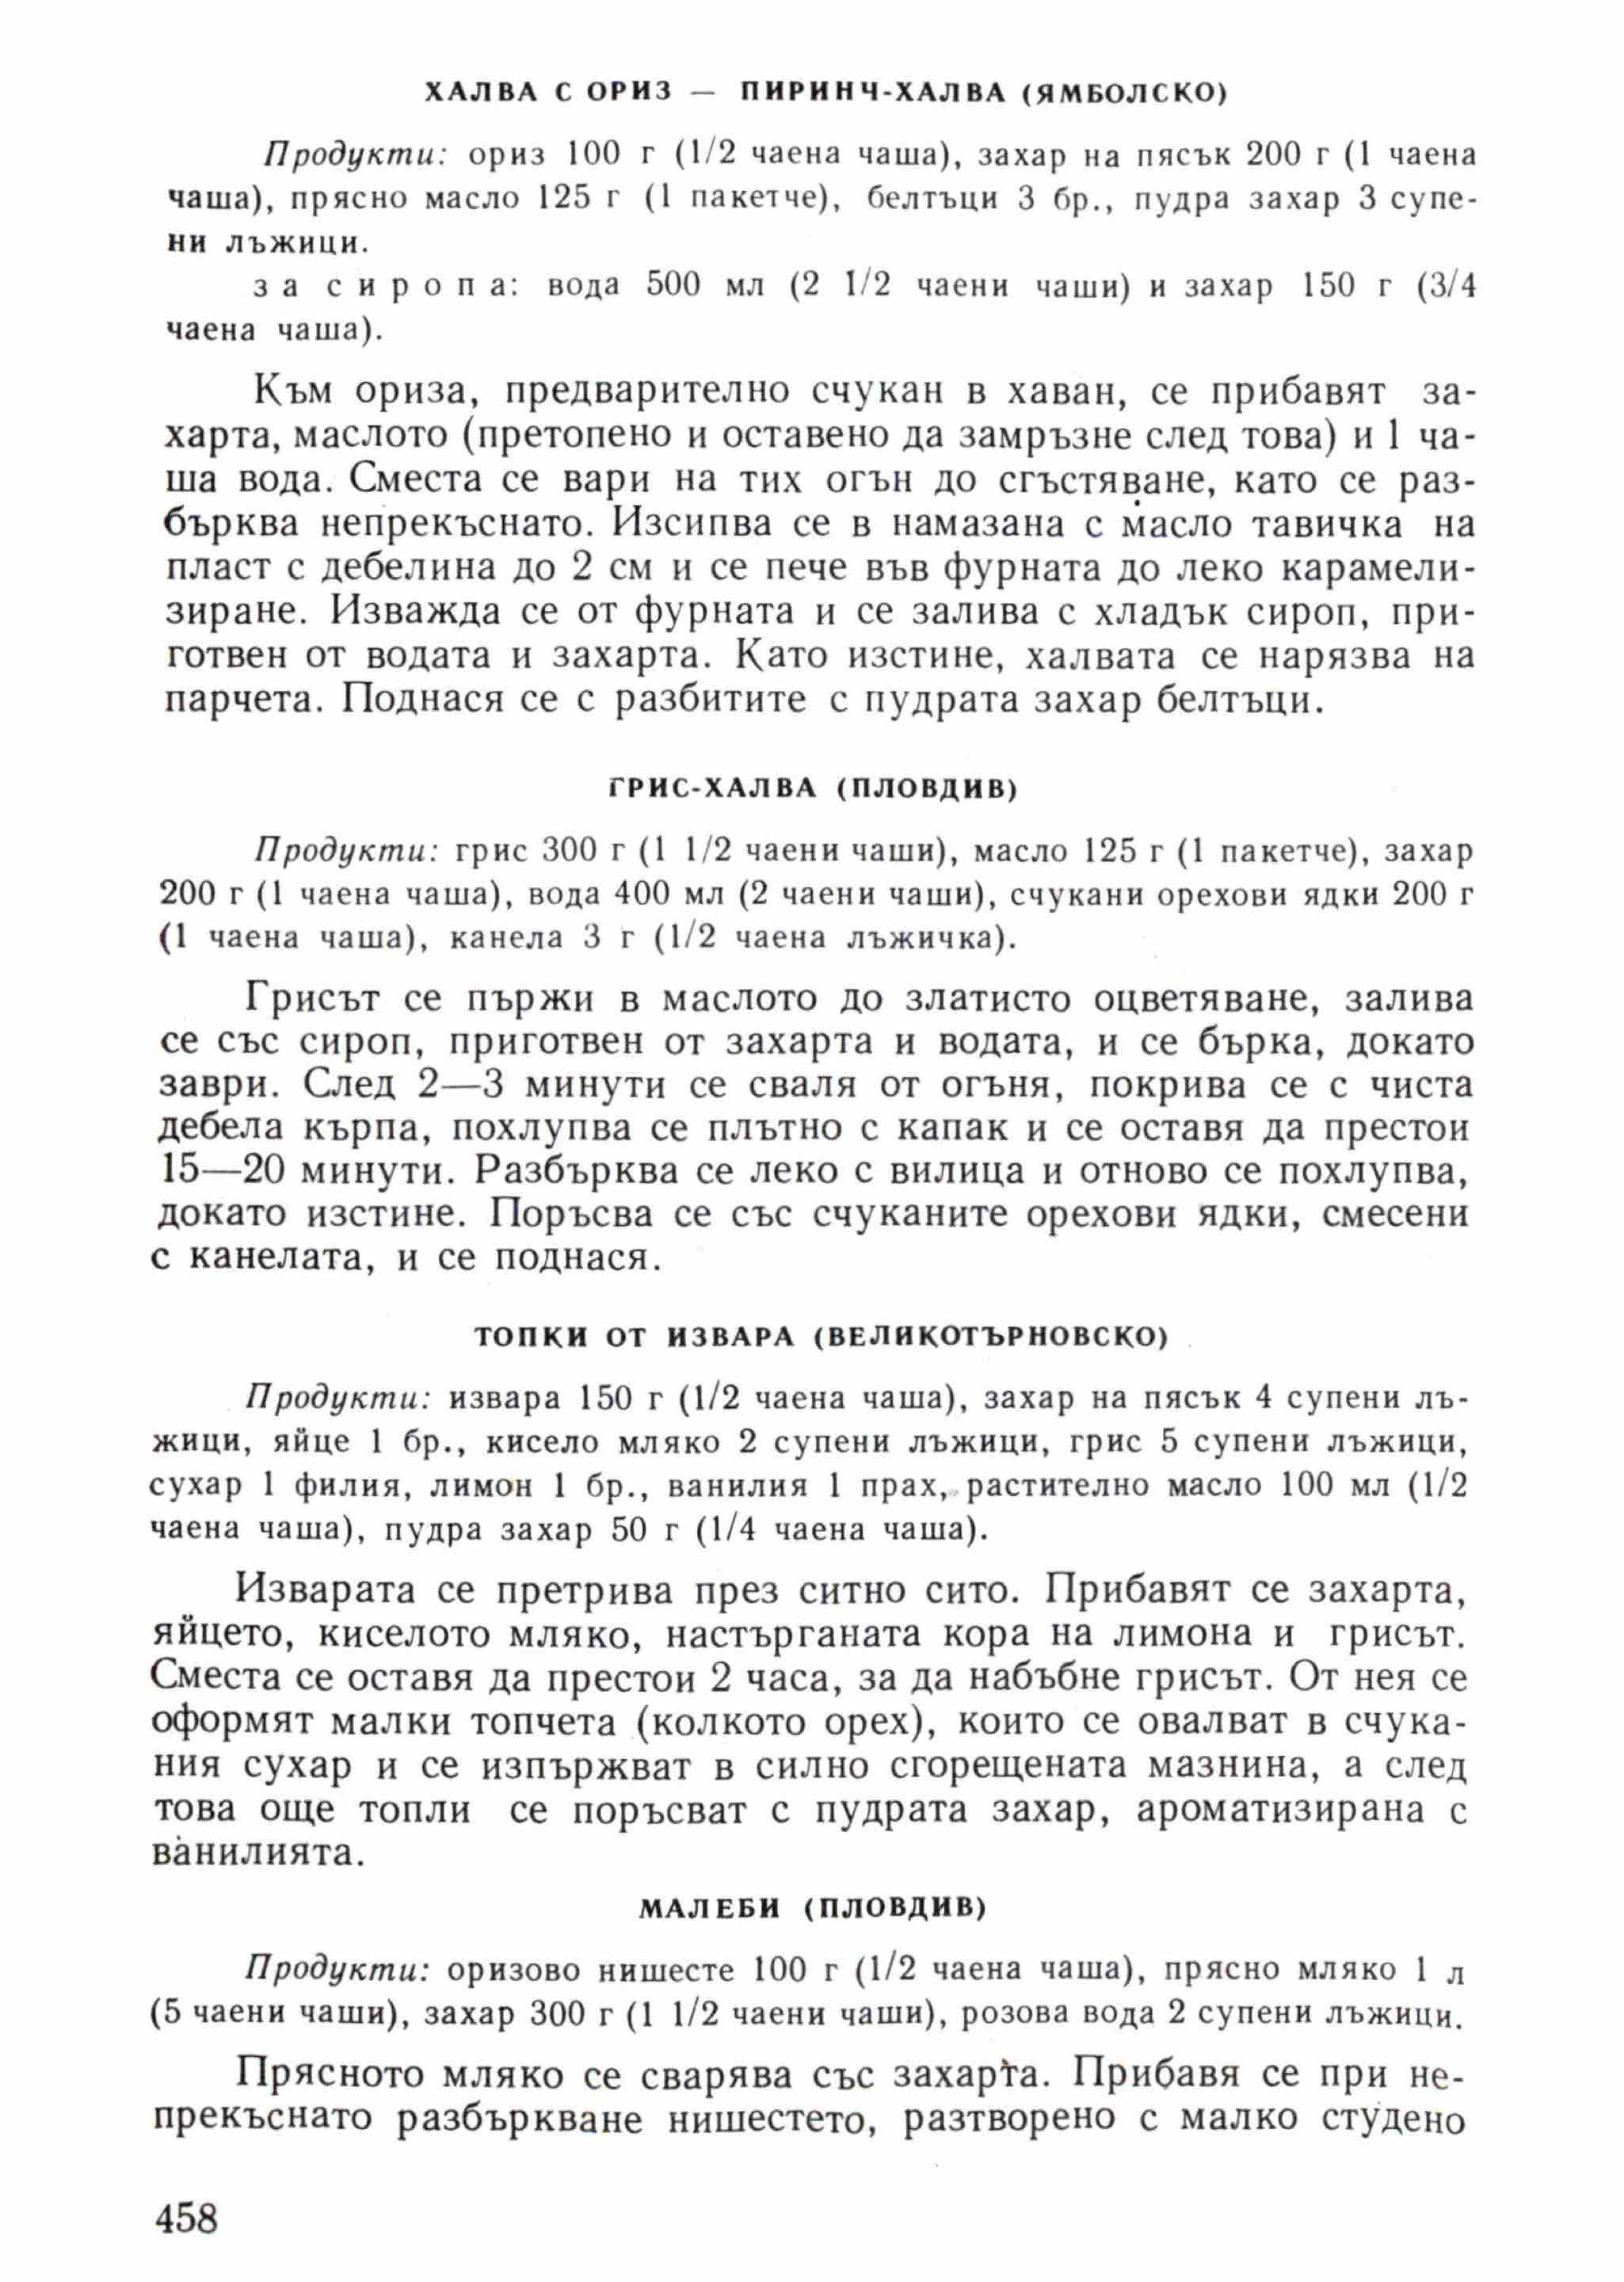 ХАЛВА С ОРИЗ — ПИРИНЧ-ХАЛВА (ЯМБОЛСКО)
Продукти: ориз 100 г (1/2 чаена чаша), захар на пясък 200 г (1 чаена
чаша), прясно масло 125 г (1 пакетче), белтъци 3 бр., пудра захар 3 супе-
ни лъжици.
за сиропа: вода 500 мл (2 1/2 чаени чаши) и захар 150 г (3/4
чаена чаша).
Към ориза, предварително счукан в хаван, се прибавят за-
харта, маслото (претопено и оставено да замръзне след това) и 1 ча-
ша вода. Сместа се вари на тих огън до сгъстяване, като се раз-
бърква непрекъснато. Изсипва се в намазана с масло тавичка на
пласт с дебелина до 2 см и се пече във фурната до леко карамели-
зиране. Изважда се от фурната и се залива с хладък сироп, при-
готвен от водата и захарта. Като изстине, халвата се нарязва на
парчета. Поднася се с разбитите с пудрата захар белтъци.
ГРИС-ХАЛВА (ПЛОВДИВ)
Продукти: грис 300 г (1 1/2 чаени чаши), масло 125 г (1 пакетче), захар
200 г (1 чаена чаша), вода 400 мл (2 чаени чаши), счукани орехови ядки 200 г
(1 чаена чаша), канела 3 г (1/2 чаена лъжичка).
Грисът се пържи в маслото до златисто оцветяване, залива
се със сироп, приготвен от захарта и водата, и се бърка, докато
заври. След 2—3 минути се сваля от огъня, покрива се с чиста
дебела кърпа, похлупва се плътно с капак и се оставя да престои
15—20 минути. Разбърква се леко с вилица и отново се похлупва,
докато изстине. Поръсва се със счуканите орехови ядки, смесени
с канелата, и се поднася.
ТОПКИ ОТ ИЗВАРА (ВЕЛИКОТЪРНОВСКО)
Продукти: извара 150 г (1/2 чаена чаша), захар на пясък 4 супени лъ-
жици, яйце 1 бр., кисело мляко 2 супени лъжици, грис 5 супени лъжици,
сухар 1 филия, лимон 1 бр., ванилия 1 прах, растително масло 100 мл (1/2
чаена чаша), пудра захар 50 г (1/4 чаена чаша).
Изварата се претрива през ситно сито. Прибавят се захарта,
яйцето, киселото мляко, настърганата кора на лимона и грисът.
Сместа се оставя да престои 2 часа, за да набъбне грисът. От нея се
оформят малки топчета (колкото орех), които се овалват в счука-
ния сухар и се изпържват в силно сгорещената мазнина, а след
това още топли се поръсват с пудрата захар, ароматизирана с
ванилията.
МАЛЕБИ (ПЛОВДИВ)
Продукти: оризово нишесте 100 г (1/2 чаена чаша), прясно мляко 1 л
(5 чаени чаши), захар 300 г (1 1/2 чаени чаши), розова вода 2 супени лъжици.
Прясното мляко се сварява със захарта. Прибавя се при не-
прекъснато разбъркване нишестето, разтворено с малко студено
458